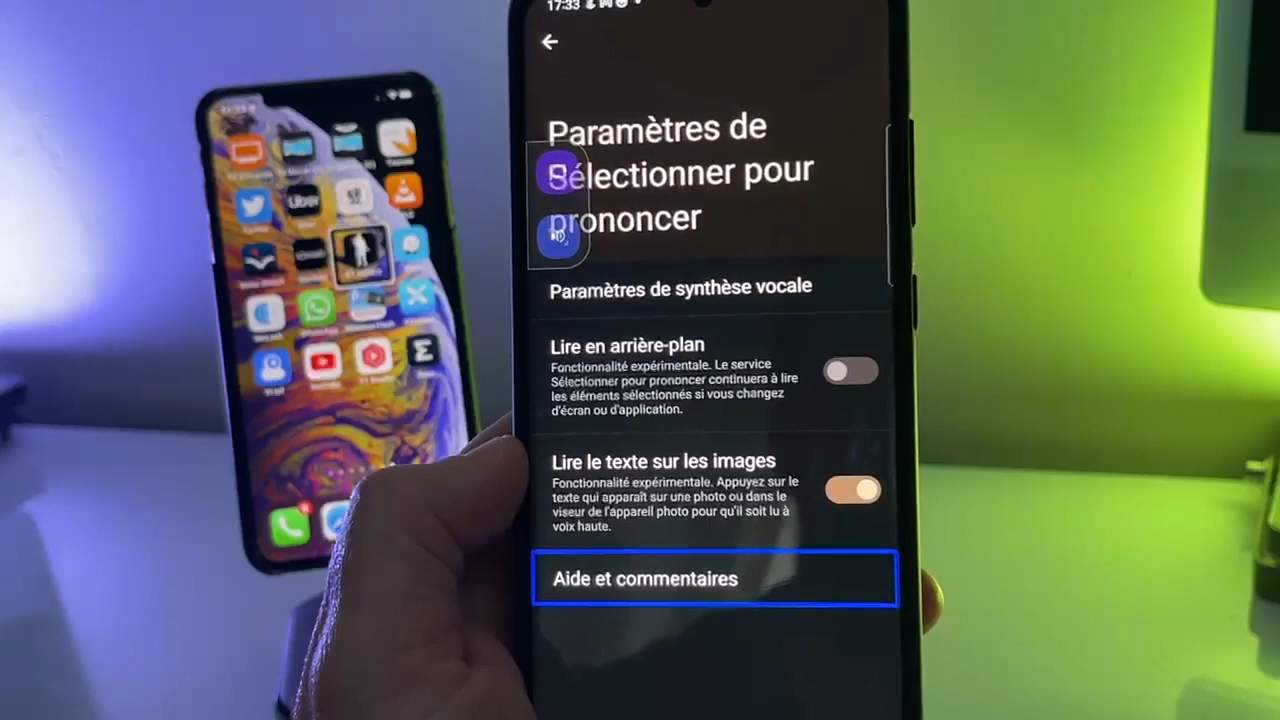 17:33
Paramètres de
Sélectionner pour
prononcer
Paramètres de synthèse vocale
Lire en arrière-plan
Fonctionnalité expérimentale. Le service
Sélectionner pour prononcer continuera à lire
les éléments sélectionnés si vous changez
d'écran ou d'application.
Lire le texte sur les images
Fonctionnalité expérimentale. Appuyez sur le
texte qui apparaît sur une photo ou dans le
viseur de l'appareil photo pour qu'il soit lu à
voix haute.
Aide et commentaires
Uber